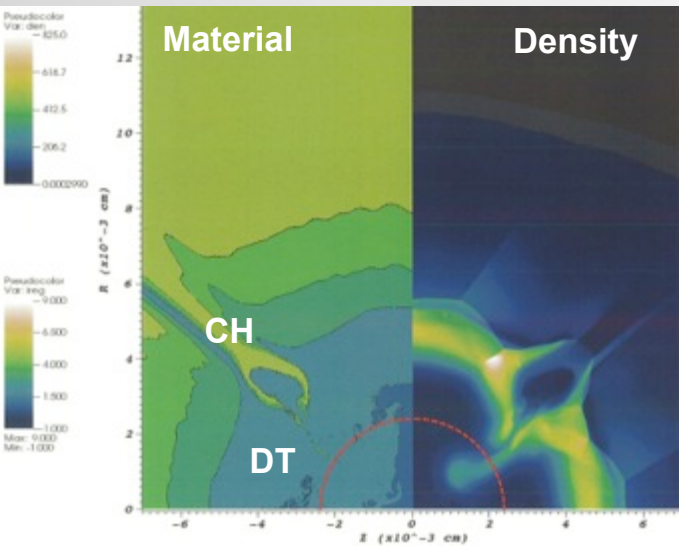 Pseudocolor
Var: den
825.0
618.7
412.5
206.2
0.0002990
Pseudocolor
Var: ireg
9.000
6.500
4.000
1.500
-1.000
Max: 9.000
Min: -1.000
Material
Density
CH
DT
R (x10^-3 cm)
12
10
8
6
4
2
0
-6
-4
-2
0
2
4
6
Z (x10^-3 cm)